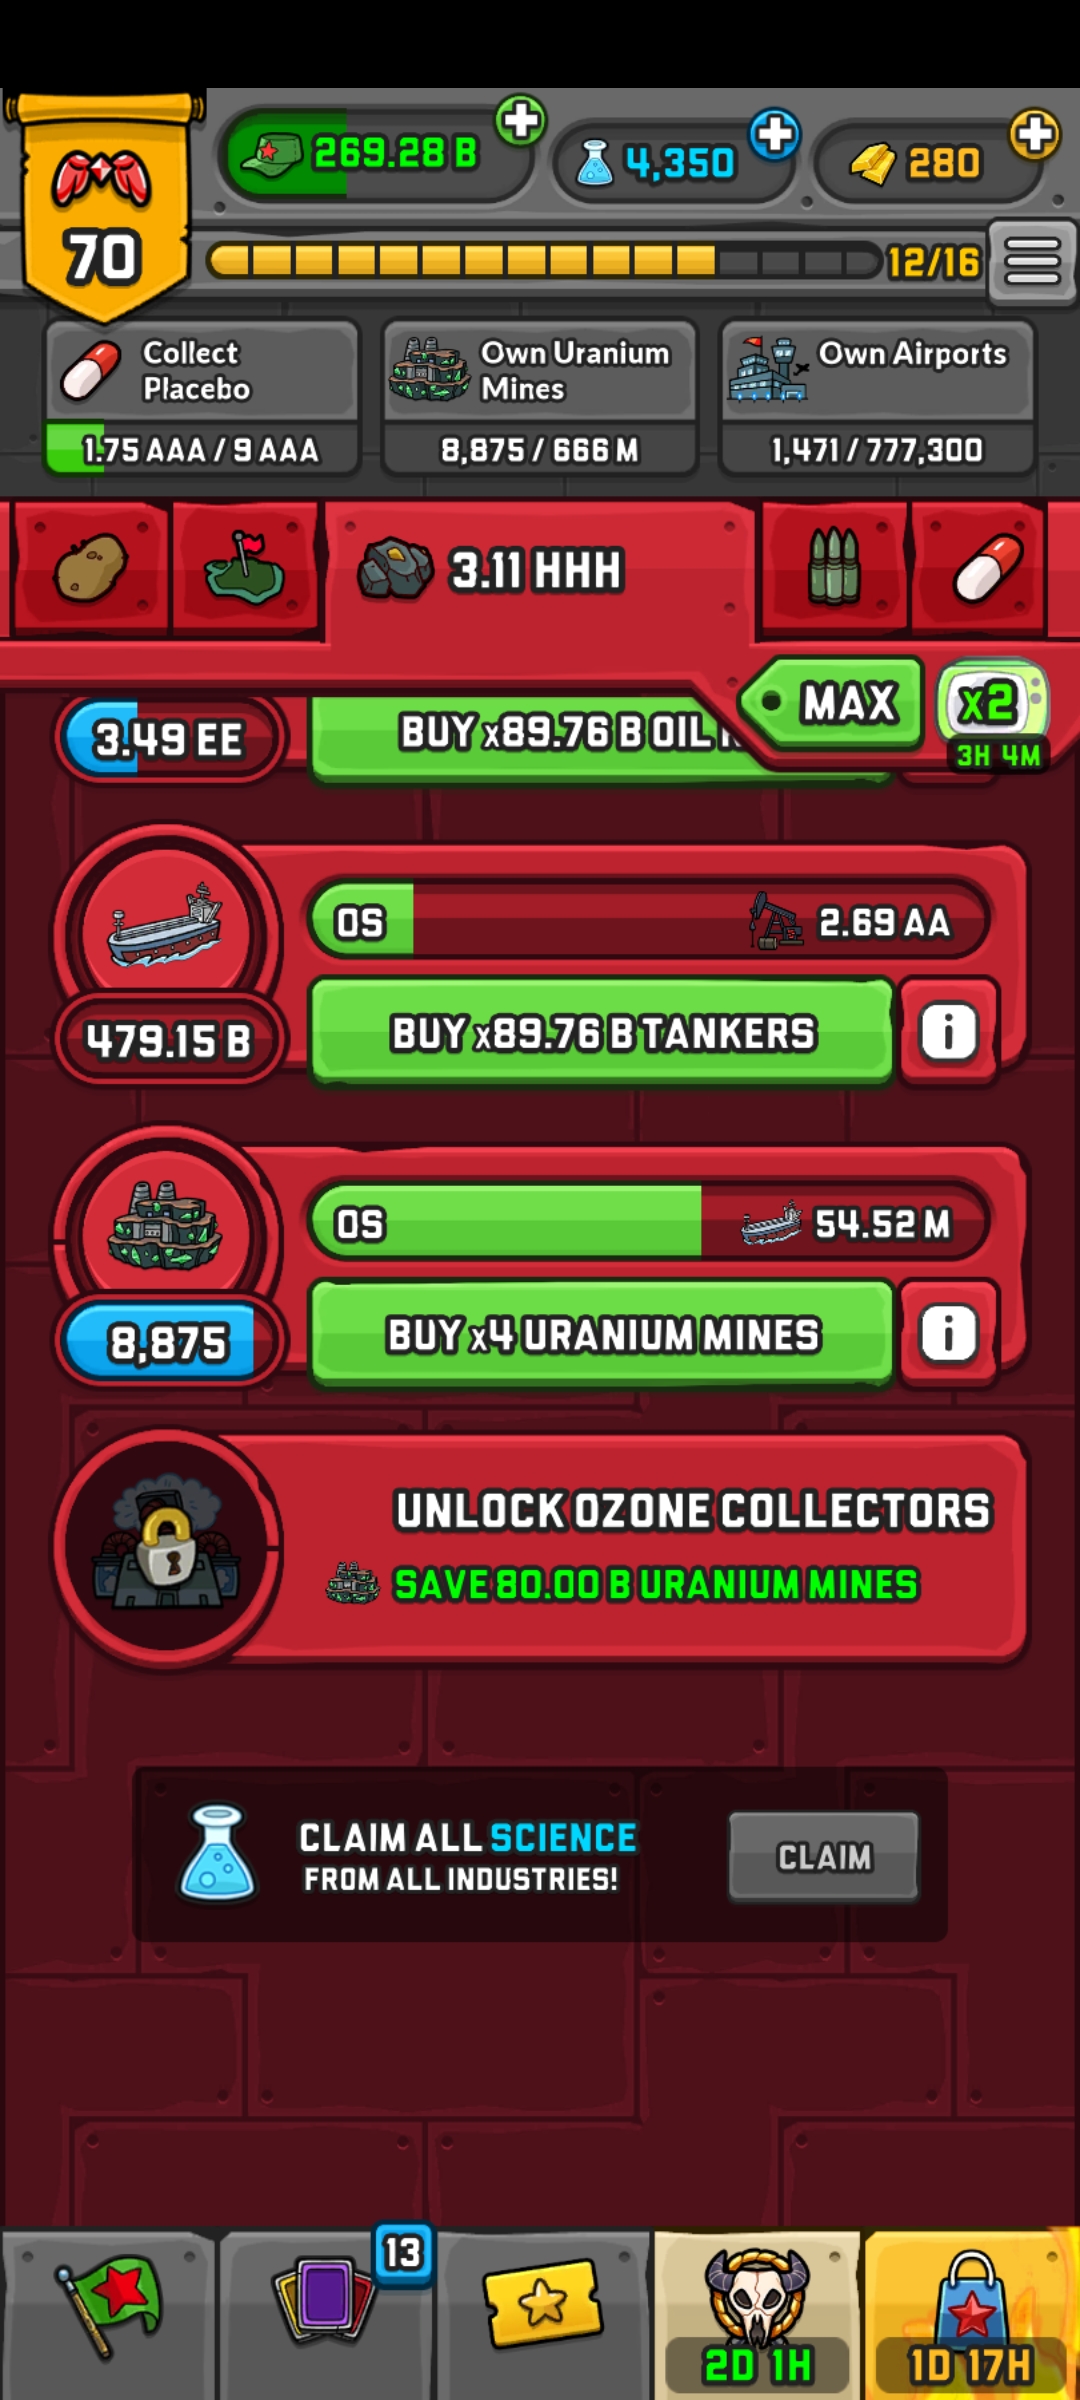 269.28 B
4,350
280
70
12/16
Collect
Placebo
1.75 AAA / 9 AAA
Own Uranium
Mines
8,875 / 666 M
Own Airports
1,471 / 777,300
3.11 HHH
MAX
x2
3H 4M
3.49 EE
BUY x89.76 B OIL
0S
2.69 AA
479.15 B
BUY x89.76 B TANKERS
i
0S
54.52 M
8,875
BUY x4 URANIUM MINES
i
UNLOCK OZONE COLLECTORS
SAVE 80.00 B URANIUM MINES
CLAIM ALL SCIENCE
FROM ALL INDUSTRIES!
CLAIM
13
2D 1H
1D 17H